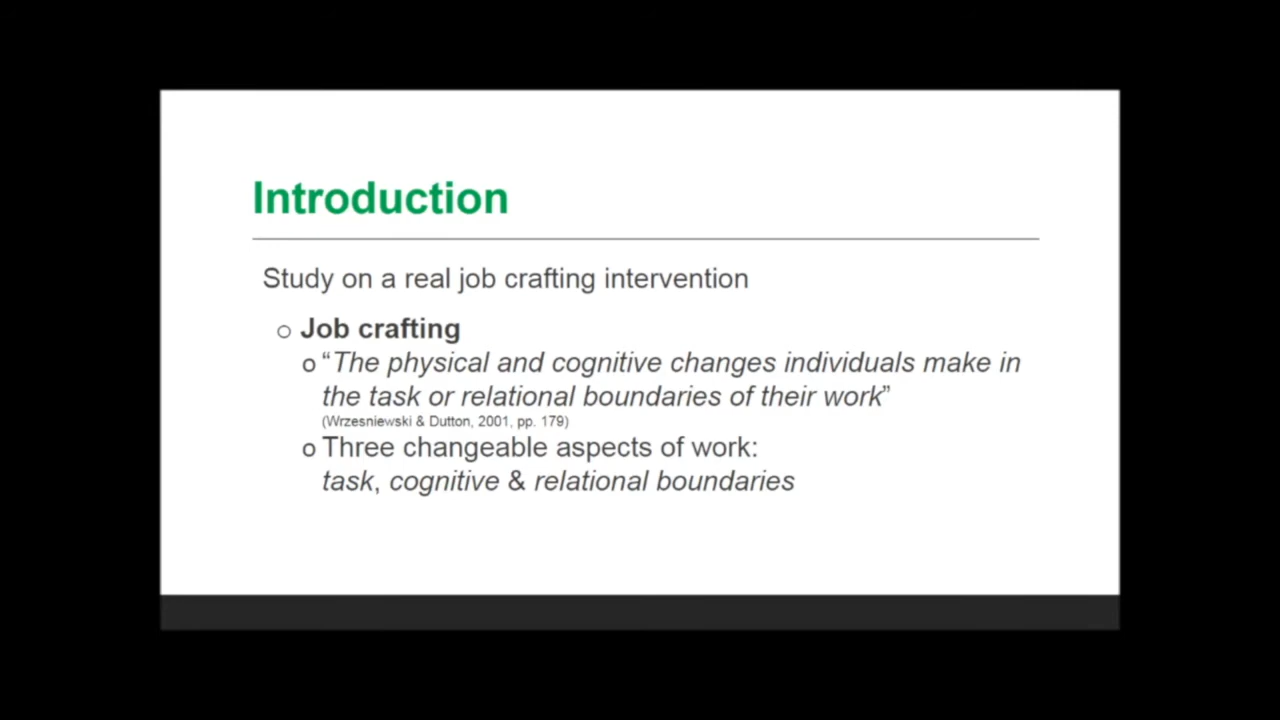 Introduction
Study on a real job crafting intervention
o Job crafting
o “The physical and cognitive changes individuals make in
the task or relational boundaries of their work”
(Wrzesniewski & Dutton, 2001, pp. 179)
o Three changeable aspects of work:
task, cognitive & relational boundaries